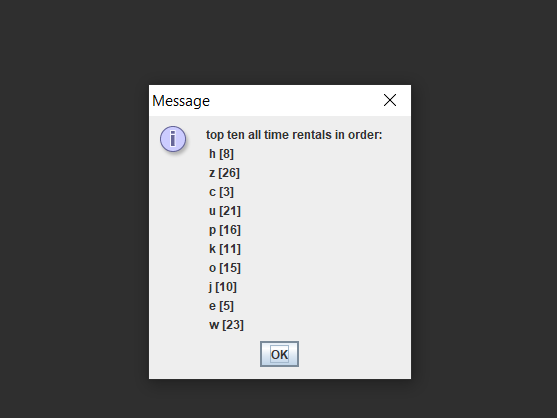 Message
top ten all time rentals in order:
h [8]
z [26]
c [3]
u [21]
p [16]
k [11]
o [15]
j [10]
e [5]
w [23]
OK